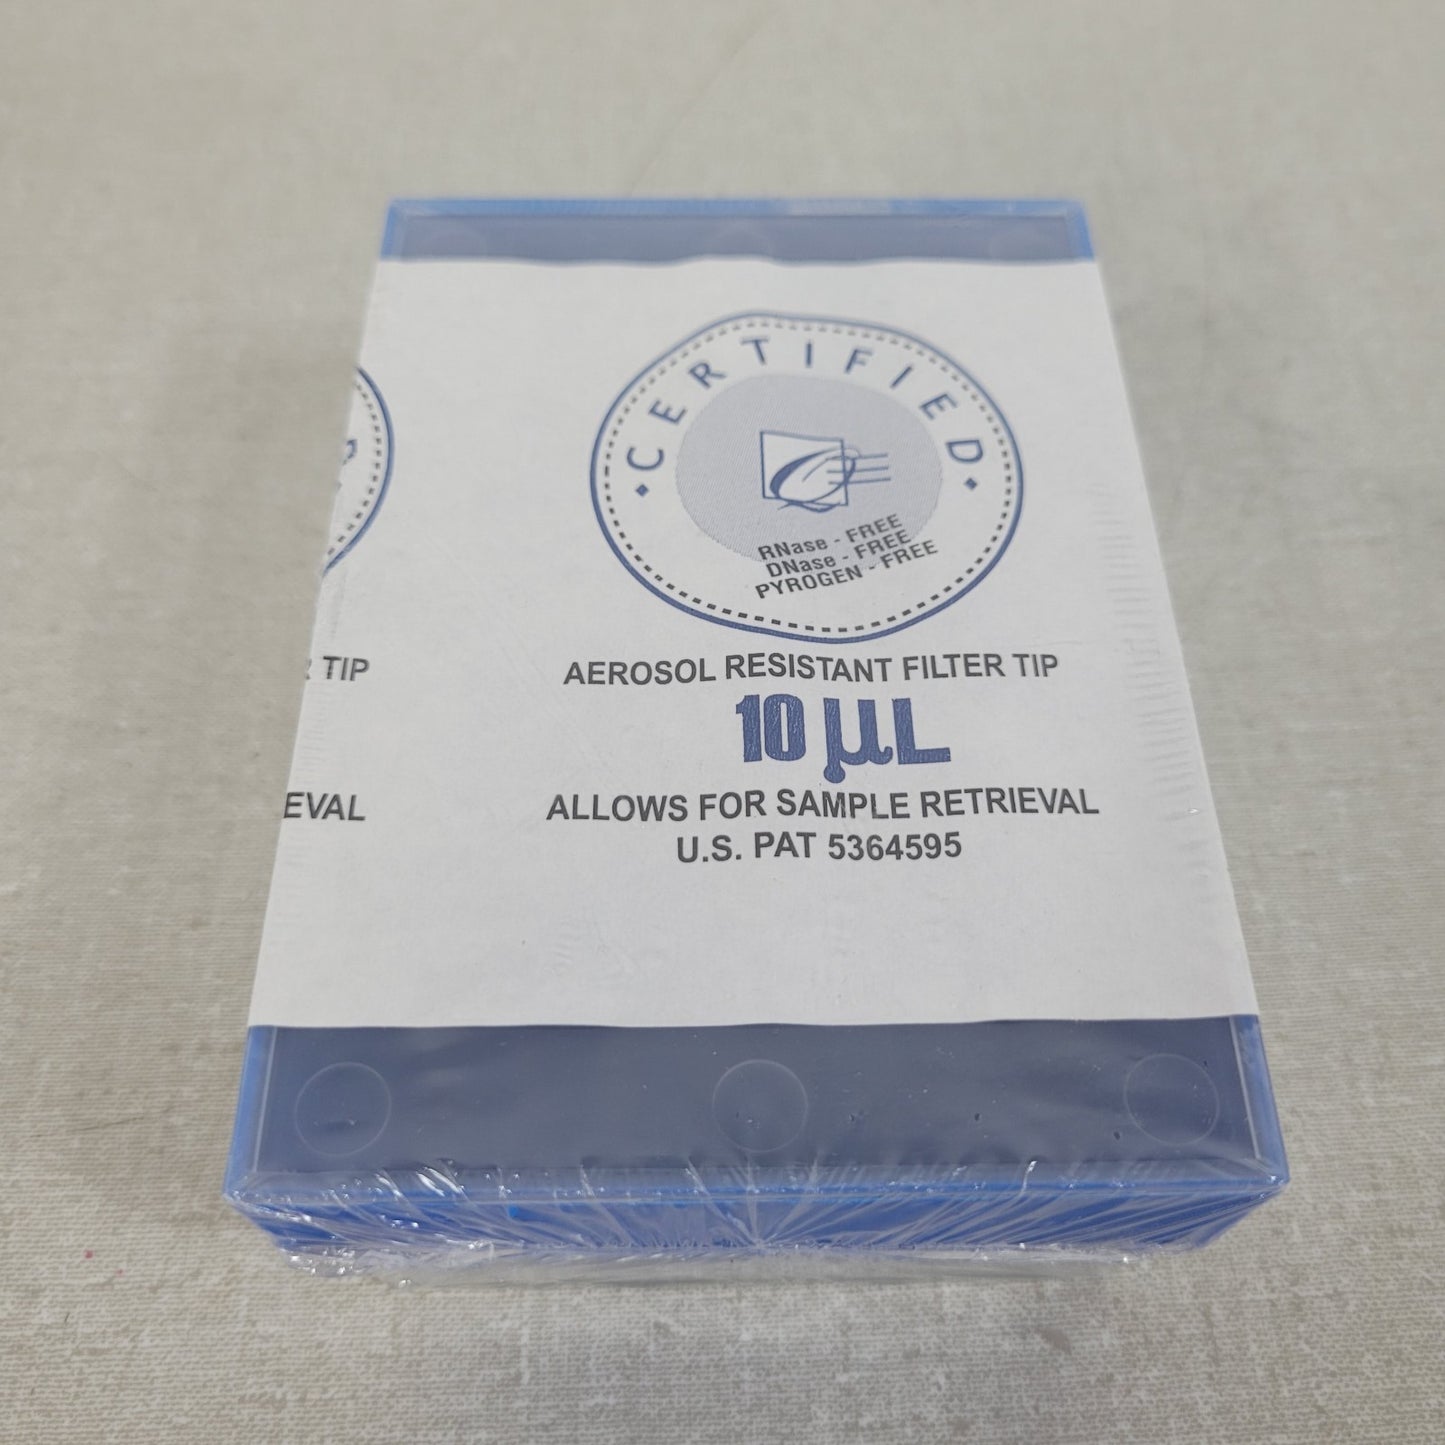 CERTIFIED
RNase - FREE
DNase - FREE
PYROGEN - FREE
AEROSOL RESISTANT FILTER TIP
10 µL
ALLOWS FOR SAMPLE RETRIEVAL
U.S. PAT 5364595
TIP
EVAL